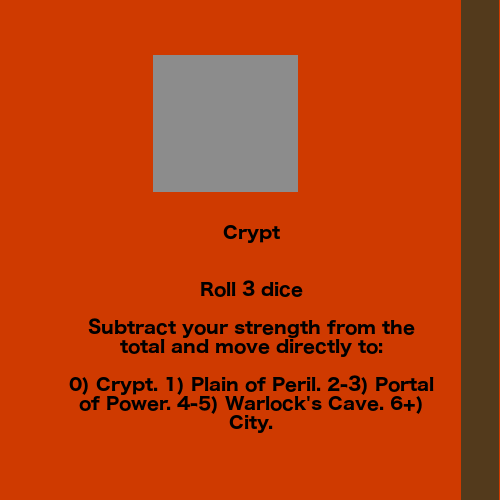 Crypt
Roll 3 dice
Subtract your strength from the
total and move directly to:
0) Crypt. 1) Plain of Peril. 2-3) Portal
of Power. 4-5) Warlock's Cave. 6+)
City.